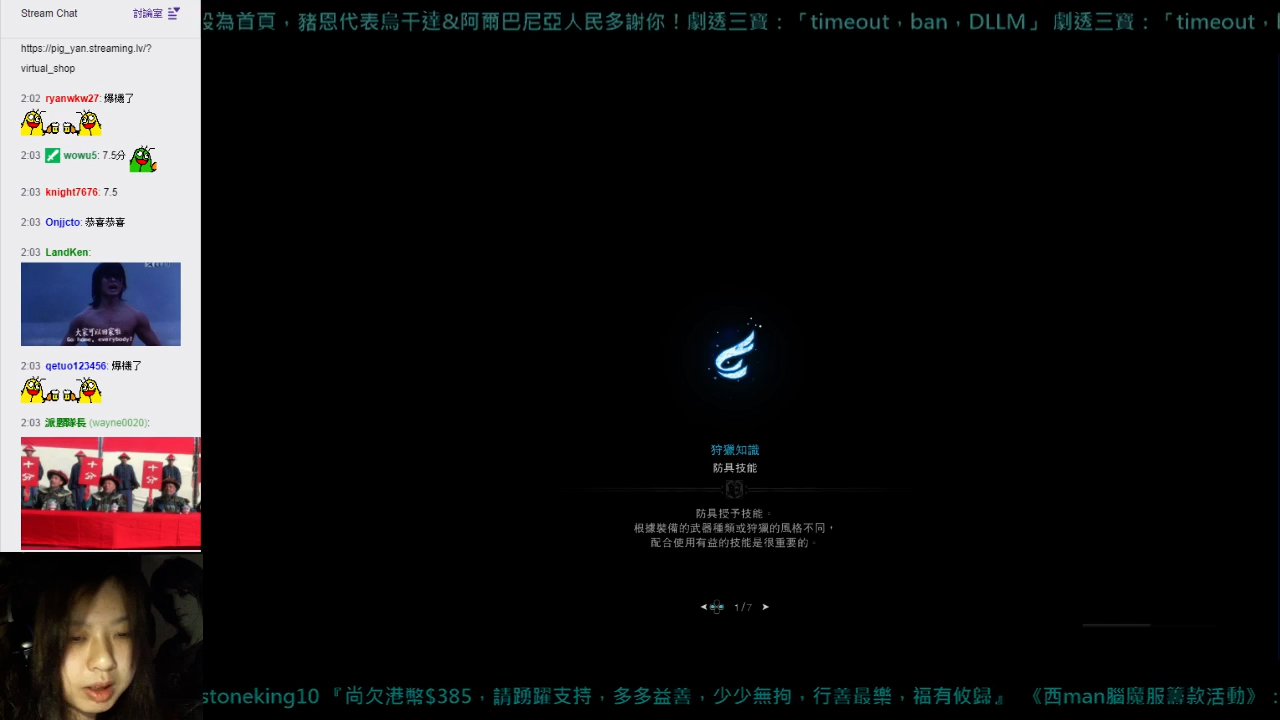 Stream Chat 討論室
設為首頁，豬恩代表烏干達&阿爾巴尼亞人民多謝你！劇透三寶：「timeout，ban，DLLM」 劇透三寶：「timeout，
https://pig_yan.streaming.lv/?
virtual_shop
2:02 ryanwkw27: 爆機了
2:03 wowu5: 7.5分
2:03 knight7676: 7.5
2:03 Onjjcto: 恭喜恭喜
2:03 LandKen:
大家可以回家啦
Go home, everybody!
2:03 qetuo123456: 爆機了
2:03 派膠隊長 (wayne0020):
十分 十分 十分
狩獵知識
防具技能
防具授予技能。
根據裝備的武器種類或狩獵的風格不同，
配合使用有益的技能是很重要的。
1/7
stoneking10 『尚欠港幣$385，請踴躍支持，多多益善，少少無拘，行善最樂，福有攸歸』 《西man腦魔服籌款活動》：